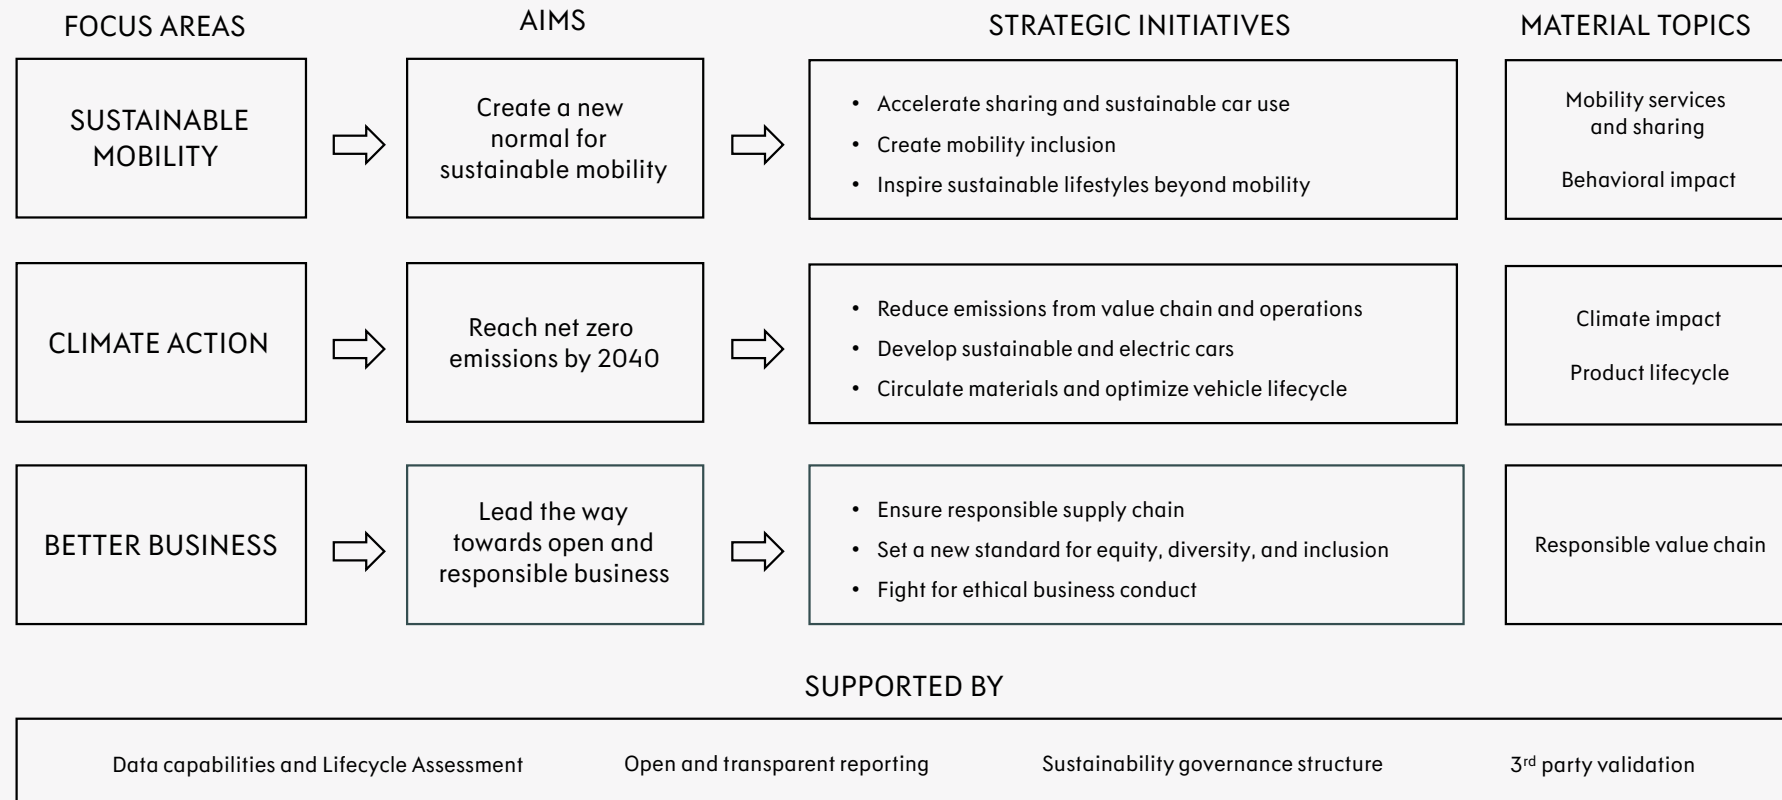 FOCUS AREAS
AIMS
STRATEGIC INITIATIVES
MATERIAL TOPICS
SUSTAINABLE
MOBILITY
Create a new
normal for
sustainable mobility
• Accelerate sharing and sustainable car use
• Create mobility inclusion
• Inspire sustainable lifestyles beyond mobility
Mobility services
and sharing
Behavioral impact
CLIMATE ACTION
Reach net zero
emissions by 2040
• Reduce emissions from value chain and operations
• Develop sustainable and electric cars
• Circulate materials and optimize vehicle lifecycle
Climate impact
Product lifecycle
BETTER BUSINESS
Lead the way
towards open and
responsible business
• Ensure responsible supply chain
• Set a new standard for equity, diversity, and inclusion
• Fight for ethical business conduct
Responsible value chain
SUPPORTED BY
Data capabilities and Lifecycle Assessment
Open and transparent reporting
Sustainability governance structure
3rd party validation